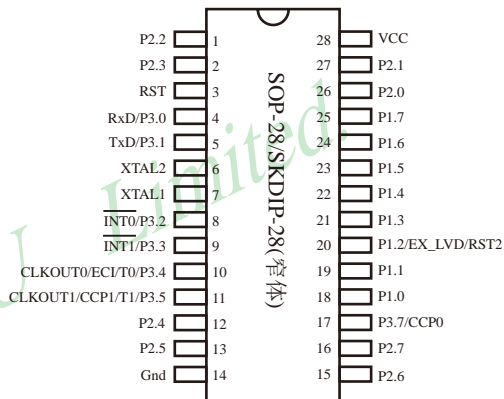 P2.2 1 28 VCC
P2.3 2 27 P2.1
RST 3 26 P2.0
RxD/P3.0 4 25 P1.7
TxD/P3.1 5 24 P1.6
XTAL2 6 23 P1.5
XTAL1 7 22 P1.4
INT0/P3.2 8 21 P1.3
INT1/P3.3 9 20 P1.2/EX_LVD/RST2
CLKOUT0/ECI/T0/P3.4 10 19 P1.1
CLKOUT1/CCP1/T1/P3.5 11 18 P1.0
P2.4 12 17 P3.7/CCP0
P2.5 13 16 P2.7
Gnd 14 15 P2.6
SOP-28/SKDIP-28(窄体)
U Limited.